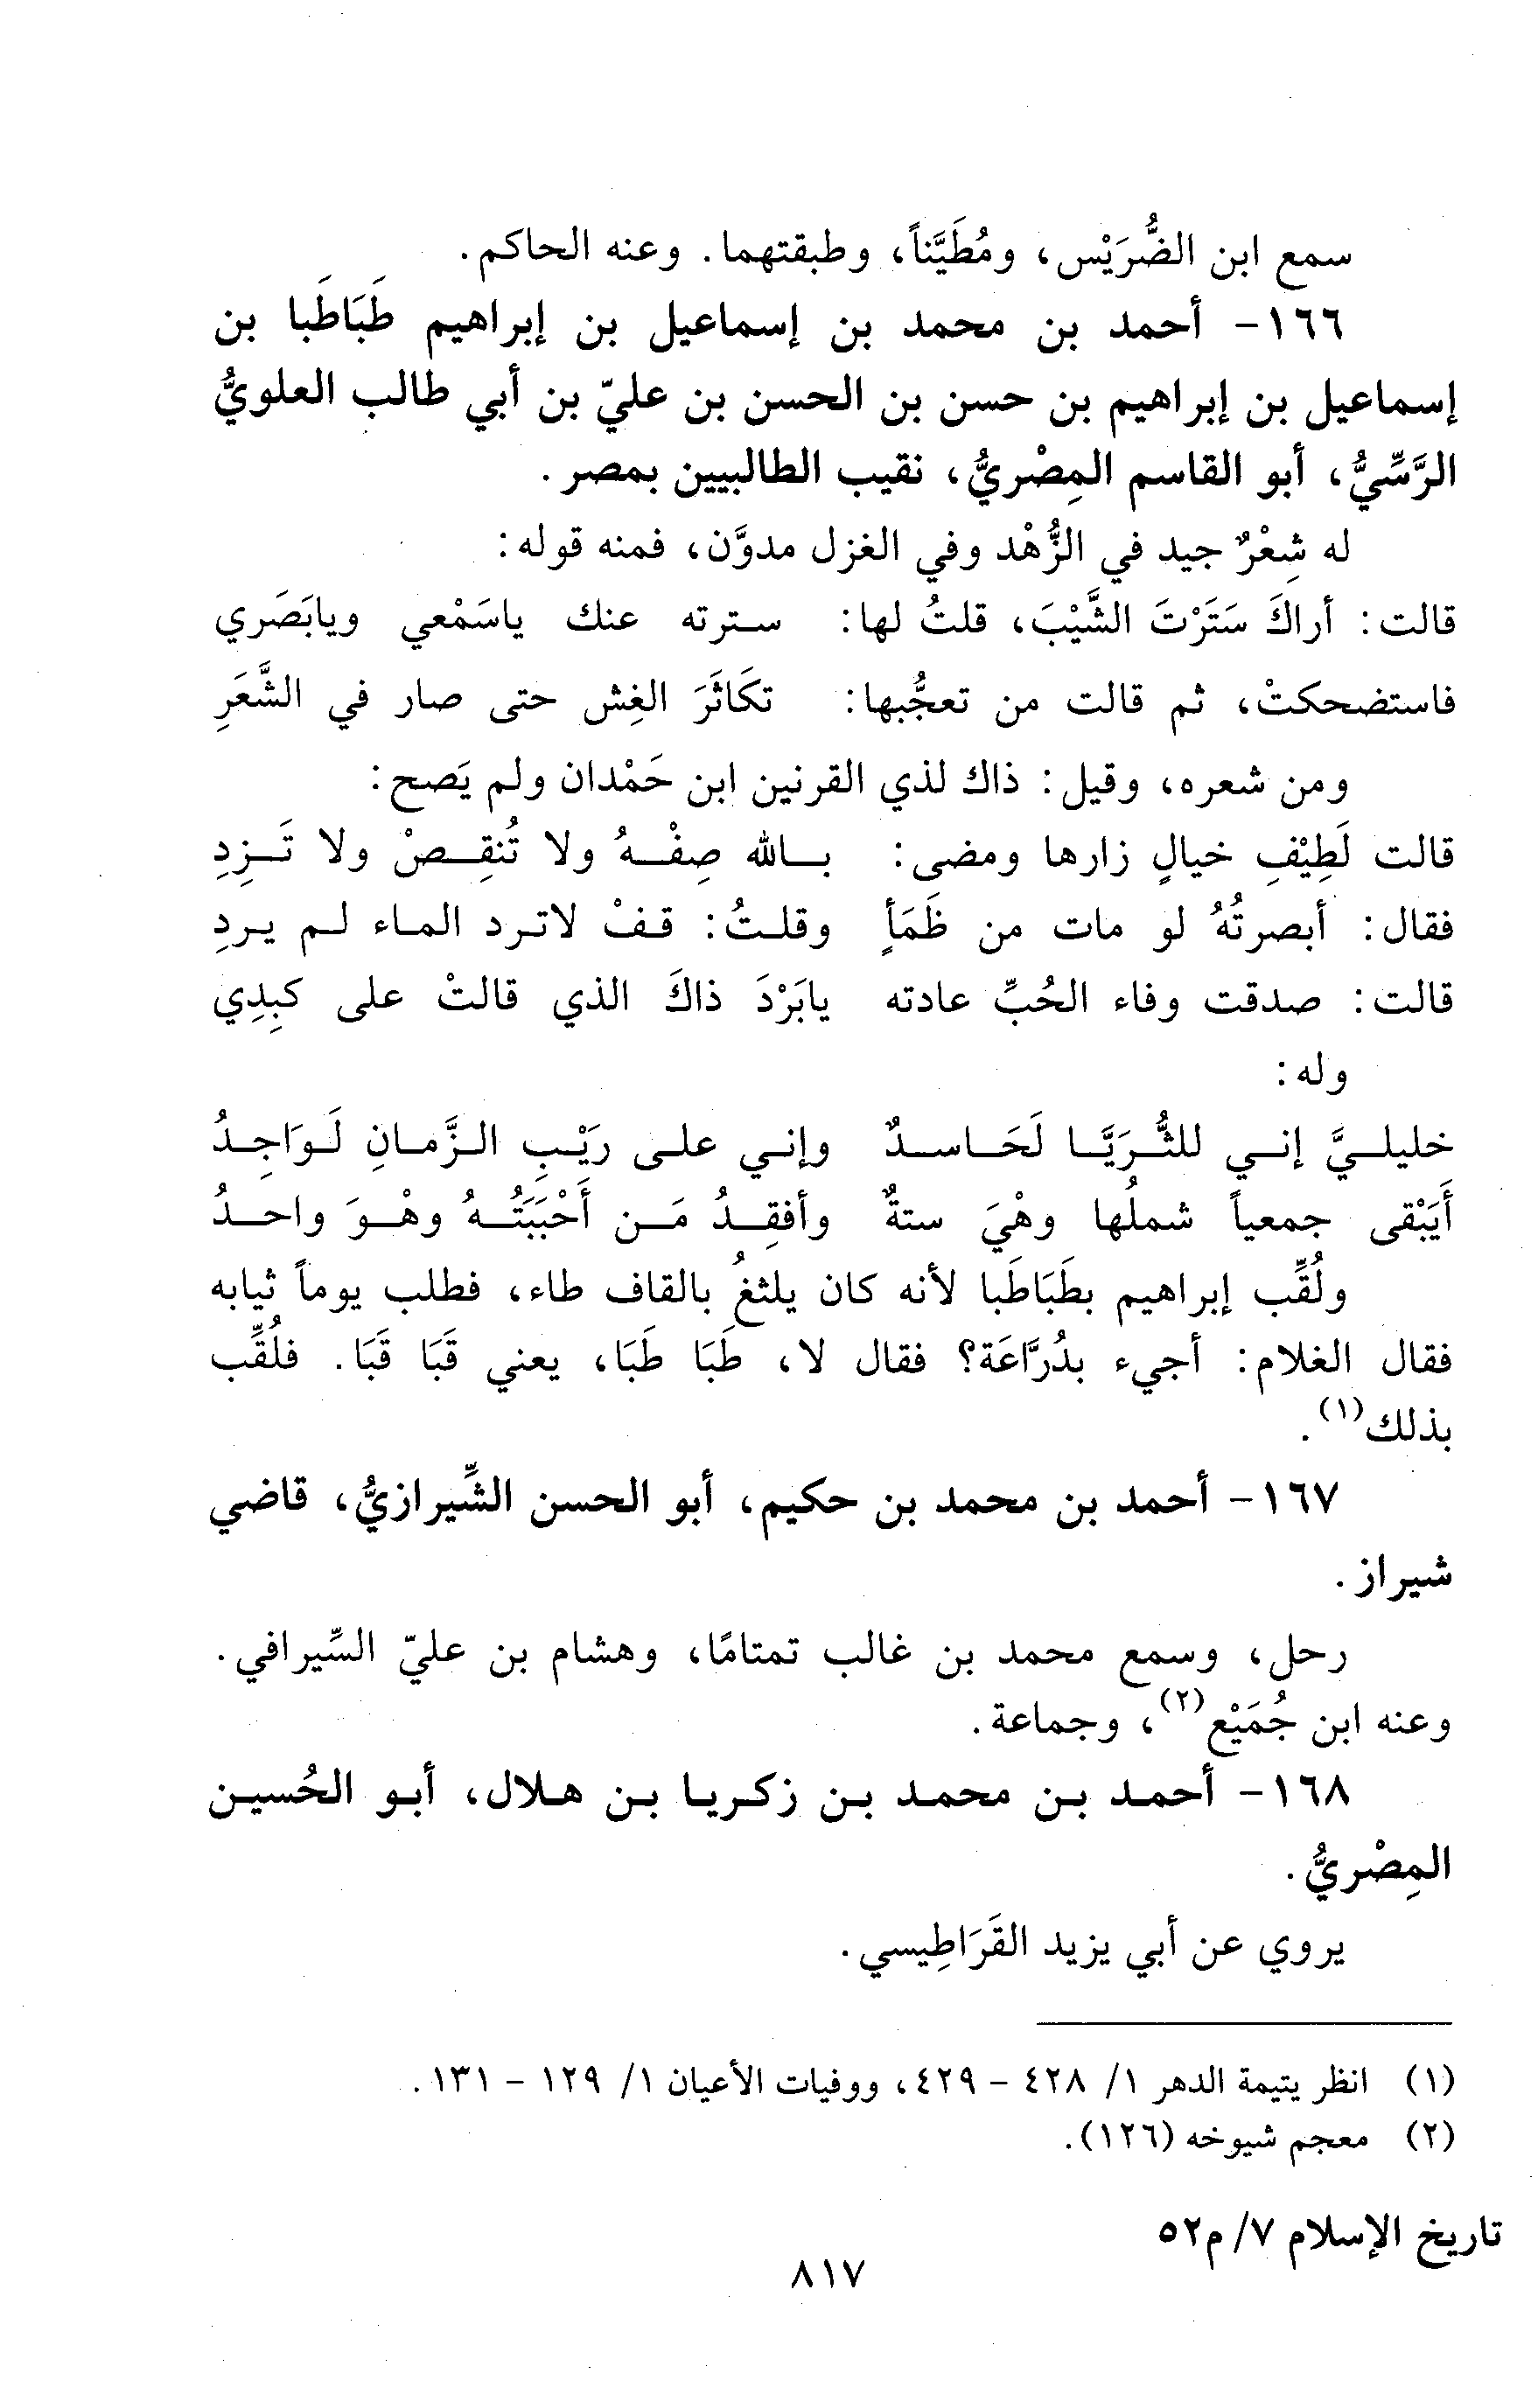 سمع ابن الضُّرَيْس، ومُطَيَّناً، وطبقتهما. وعنه الحاكم.
١٦٦- أحمد بن محمد بن إسماعيل بن إبراهيم طَبَاطَبا بن
إسماعيل بن إبراهيم بن حسن بن الحسن بن عليّ بن أبي طالب العلويُّ
الرَّسِّيُّ، أبو القاسم المِصْريُّ، نقيب الطالبيين بمصر.
له شِعْرٌ جيد في الزُّهْد وفي الغزل مدوَّن، فمنه قوله:
قالت: أراكَ سَتَرْتَ الشَّيْبَ، قلتُ لها: سترته عنك ياسَمْعي ويابَصَري
فاستضحكتْ، ثم قالت من تعجُّبها: تكَاثَرَ الغِش حتى صار في الشَّعَرِ
ومن شعره، وقيل: ذاك لذي القرنين ابن حَمْدان ولم يَصح:
قالت لَطِيْفِ خيالٍ زارها ومضى: بالله صِفْهُ ولا تُنقِصْ ولا تَزِدِ
فقال: أبصرتُهُ لو مات من ظَمَأٍ وقلتُ: قفْ لاترد الماء لم يردِ
قالت: صدقت وفاء الحُبِّ عادته يابَرْدَ ذاكَ الذي قالتْ على كبِدِي
وله:
خليليَّ إني للثُّرَيَّا لَحَاسدٌ وإني على رَيْبِ الزَّمانِ لَوَاجِدُ
أَيَبْقى جمعياً شملُها وهْيَ ستةٌ وأفقِدُ مَن أَحْبَبَتُهُ وهْوَ واحدُ
ولُقِّب إبراهيم بطَبَاطَبا لأنه كان يلثغُ بالقاف طاء، فطلب يوماً ثيابه
فقال الغلام: أجيء بدُرَّاعَة؟ فقال لا، طَبَا طَبَا، يعني قَبَا قَبَا. فلُقِّب
بذلك(١).
١٦٧- أحمد بن محمد بن حكيم، أبو الحسن الشِّيرازيُّ، قاضي
شيراز.
رحل، وسمع محمد بن غالب تمتامًا، وهشام بن عليّ السِّيرافي.
وعنه ابن جُمَيْع(٢)، وجماعة.
١٦٨- أحمد بن محمد بن زكريا بن هلال، أبو الحُسين
المِصْريُّ.
يروي عن أبي يزيد القَرَاطِيسي.
(١) انظر يتيمة الدهر ١/ ٤٢٨ - ٤٢٩، ووفيات الأعيان ١/ ١٢٩ - ١٣١.
(٢) معجم شيوخه (١٢٦).
تاريخ الإسلام ٧/ م٥٢
٨١٧